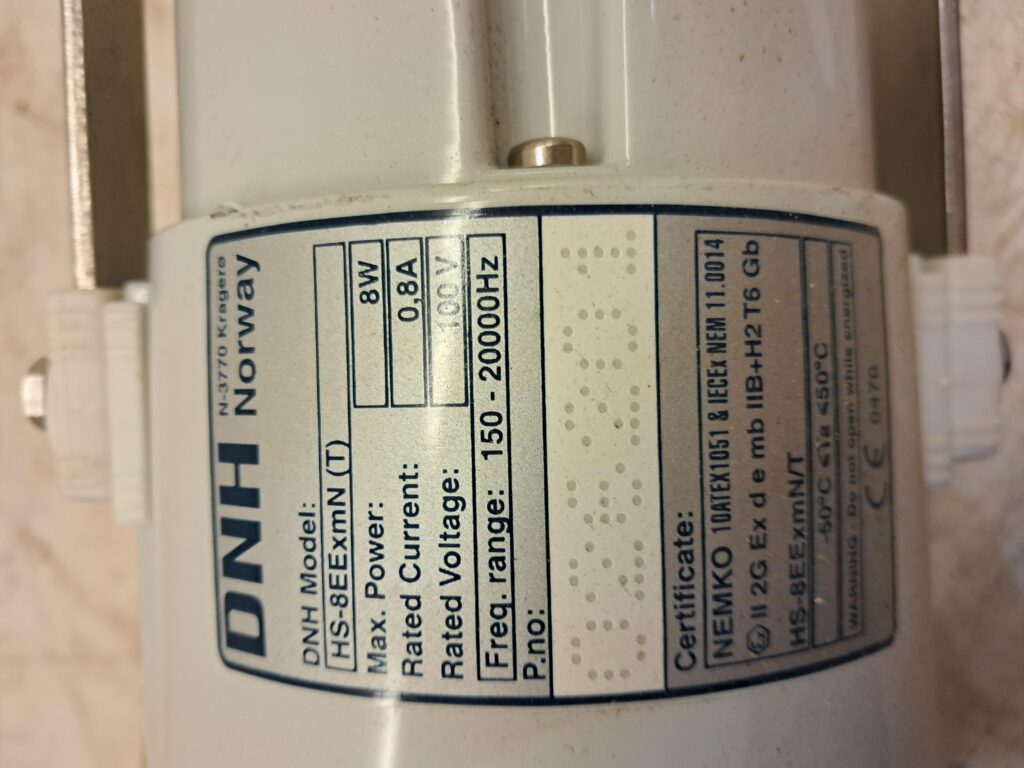 DNH N-3770 Kragerø
Norway
DNH Model:
HS-8EExmN (T)
Max. Power: 8W
Rated Current: 0,8A
Rated Voltage: 100V
Freq. range: 150 - 20000Hz
P.no:
Certificate:
NEMKO 10ATEX1051 & IECEx NEM 11.0014
II 2G Ex d e mb IIB+H2 T6 Gb
HS-8EExmN/T
-50°C ≤Ta ≤50°C
WARNING - Do not open while energized
CE 0470